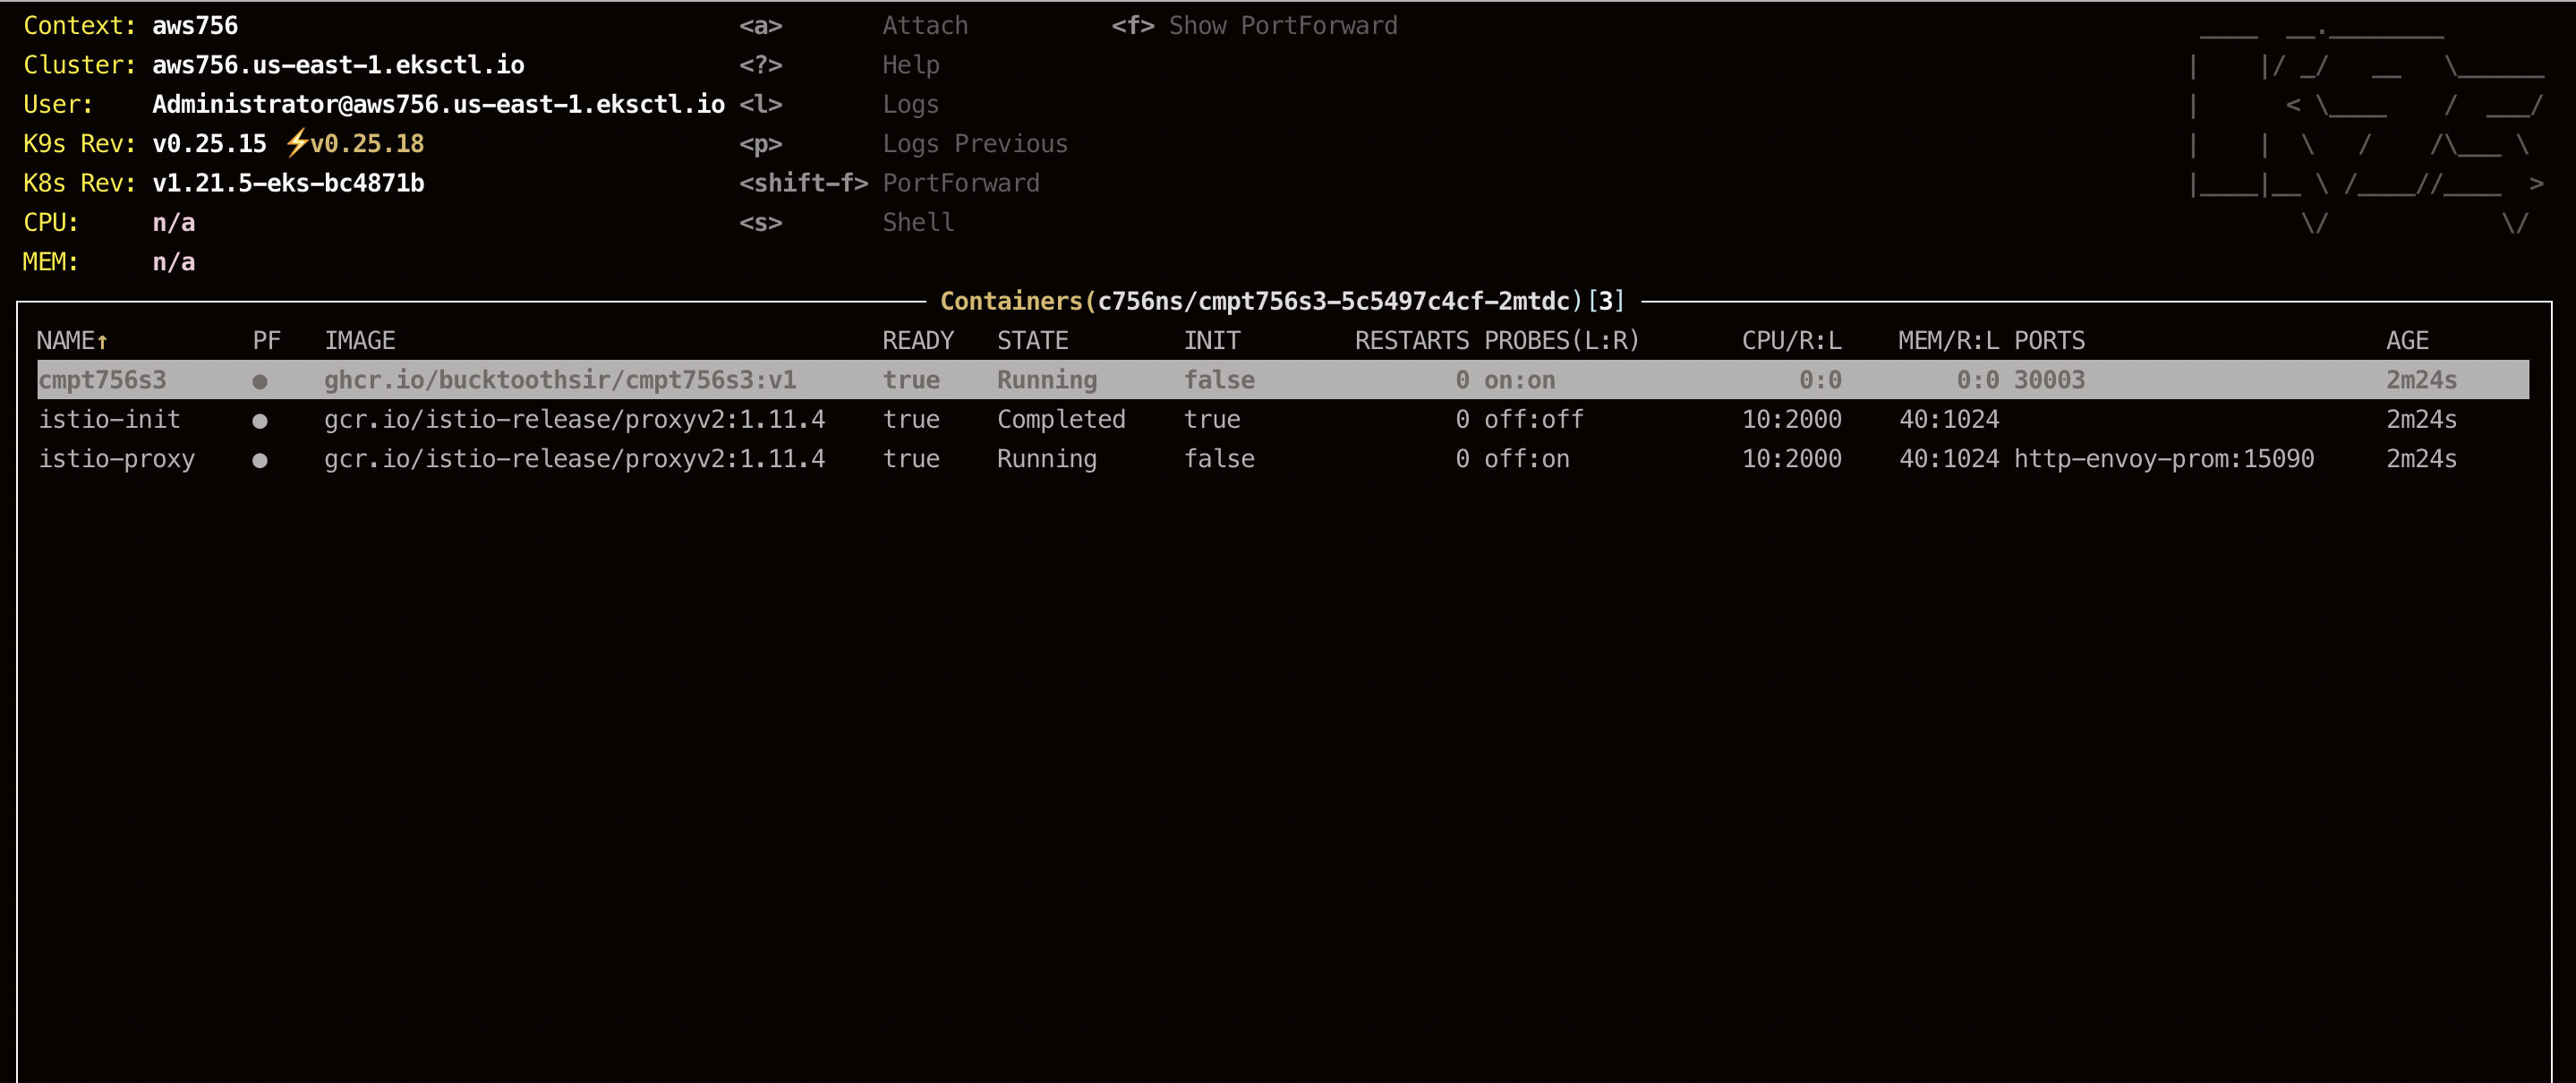 Context: aws756 <a> Attach <f> Show PortForward
Cluster: aws756.us-east-1.eksctl.io <?> Help
User: Administrator@aws756.us-east-1.eksctl.io <l> Logs
K9s Rev: v0.25.15 ⚡v0.25.18 <p> Logs Previous
K8s Rev: v1.21.5-eks-bc4871b <shift-f> PortForward
CPU: n/a <s> Shell
MEM: n/a
Containers(c756ns/cmpt756s3-5c5497c4cf-2mtdc)[3]
NAME↑ PF IMAGE READY STATE INIT RESTARTS PROBES(L:R) CPU/R:L MEM/R:L PORTS AGE
cmpt756s3 ● ghcr.io/bucktoothsir/cmpt756s3:v1 true Running false 0 on:on 0:0 0:0 30003 2m24s
istio-init ● gcr.io/istio-release/proxyv2:1.11.4 true Completed true 0 off:off 10:2000 40:1024 2m24s
istio-proxy ● gcr.io/istio-release/proxyv2:1.11.4 true Running false 0 off:on 10:2000 40:1024 http-envoy-prom:15090 2m24s